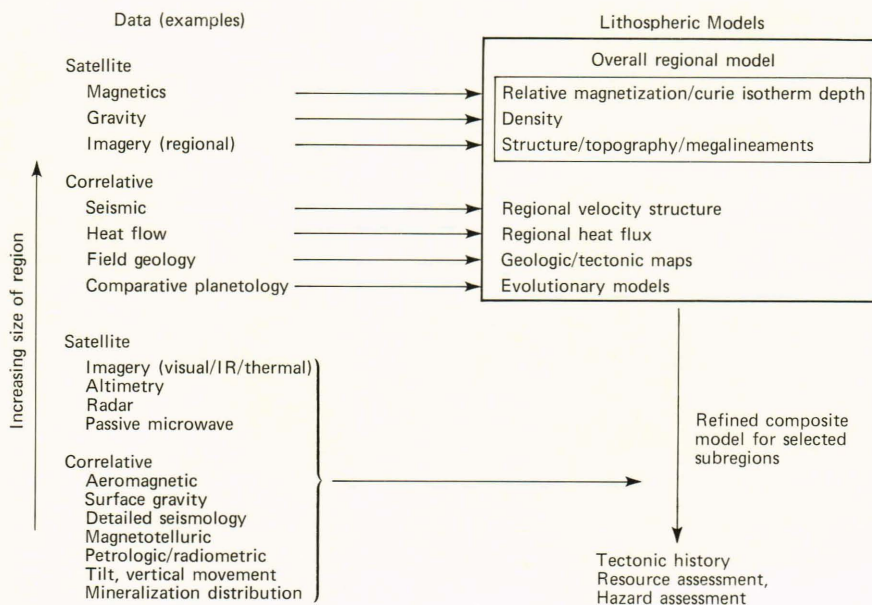 Data (examples)
Lithospheric Models
Overall regional model
Satellite
Magnetics
Relative magnetization/curie isotherm depth
Gravity
Density
Imagery (regional)
Structure/topography/megalineaments
Correlative
Seismic
Regional velocity structure
Heat flow
Regional heat flux
Field geology
Geologic/tectonic maps
Comparative planetology
Evolutionary models
Increasing size of region
Satellite
Imagery (visual/IR/thermal)
Altimetry
Radar
Passive microwave
Correlative
Aeromagnetic
Surface gravity
Detailed seismology
Magnetotelluric
Petrologic/radiometric
Tilt, vertical movement
Mineralization distribution
Refined composite
model for selected
subregions
Tectonic history
Resource assessment,
Hazard assessment